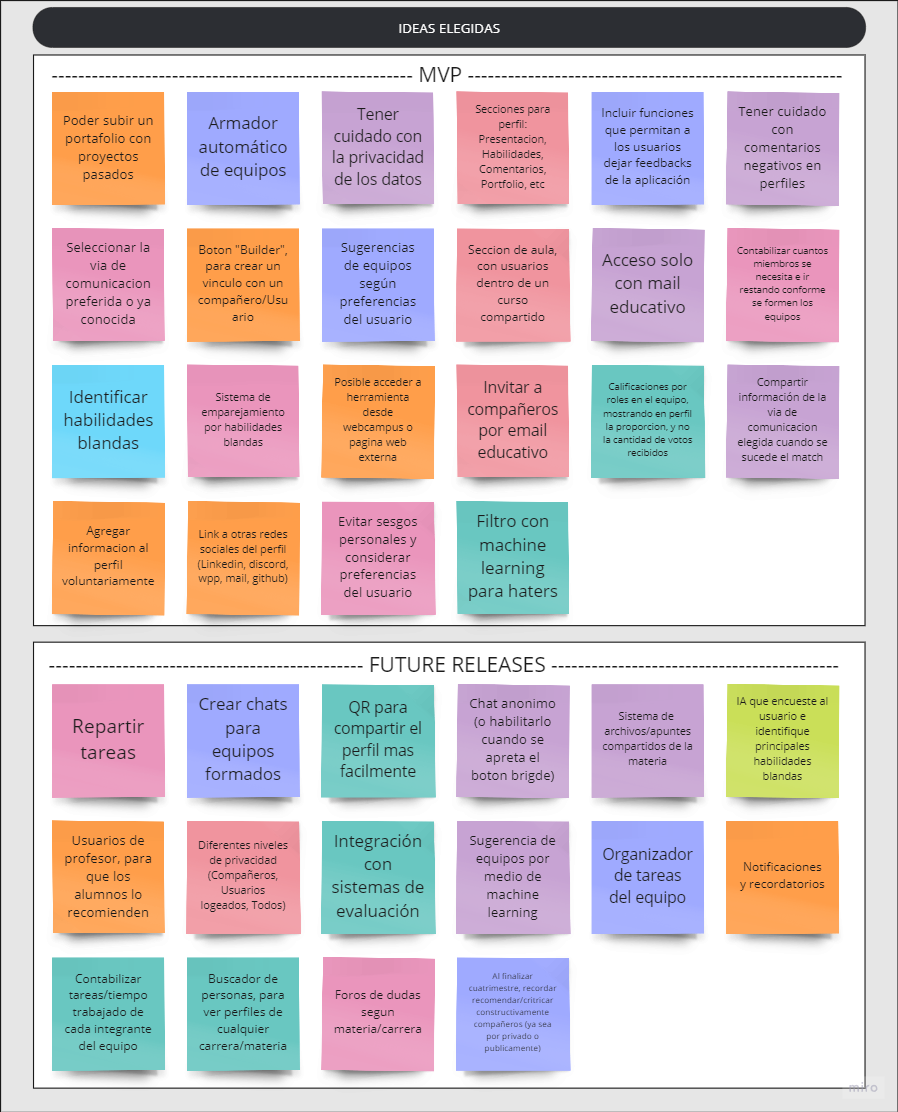 IDEAS ELEGIDAS
MVP
Poder subir un
portafolio con
proyectos
pasados
Armador
automático
de equipos
Tener
cuidado con
la privacidad
de los datos
Secciones para
perfil:
Presentacion,
Habilidades,
Comentarios,
Portfolio, etc
Incluir funciones
que permitan a
los usuarios
dejar feedbacks
de la aplicación
Tener cuidado
con
comentarios
negativos en
perfiles
Seleccionar la
via de
comunicacion
preferida o ya
conocida
Boton "Builder",
para crear un
vinculo con un
compañero/Usu
ario
Sugerencias
de equipos
según
preferencias
del usuario
Seccion de aula,
con usuarios
dentro de un
curso
compartido
Acceso solo
con mail
educativo
Contabilizar cuantos
miembros se
necesita e ir
restando conforme
se formen los
equipos
Identificar
habilidades
blandas
Sistema de
emparejamiento
por habilidades
blandas
Posible acceder a
herramienta
desde
webcampus o
pagina web
externa
Invitar a
compañeros
por email
educativo
Calificaciones por
roles en el equipo,
mostrando en perfil
la proporcion, y no
la cantidad de votos
recibidos
Compartir
información de la
via de
comunicacion
elegida cuando se
sucede el match
Agregar
informacion al
perfil
voluntariamente
Link a otras redes
sociales del perfil
(Linkedin, discord,
wpp, mail, github)
Evitar sesgos
personales y
considerar
preferencias
del usuario
Filtro con
machine
learning
para haters
FUTURE RELEASES
Repartir
tareas
Crear chats
para
equipos
formados
QR para
compartir el
perfil mas
facilmente
Chat anonimo
(o habilitarlo
cuando se
apreta el
boton brigde)
Sistema de
archivos/apuntes
compartidos de la
materia
IA que encueste al
usuario e
identifique
principales
habilidades
blandas
Usuarios de
profesor, para
que los
alumnos lo
recomienden
Diferentes niveles
de privacidad
(Compañeros,
Usuarios
logeados, Todos)
Integración
con
sistemas de
evaluación
Sugerencia de
equipos por
medio de
machine
learning
Organizador
de tareas
del equipo
Notificaciones
y recordatorios
Contabilizar
tareas/tiempo
trabajado de
cada integrante
del equipo
Buscador de
personas, para
ver perfiles de
cualquier
carrera/materia
Foros de dudas
segun
materia/carrera
Al finalizar
cuatrimestre, recordar
recomendar/critricar
constructivamente
compañeros (ya sea
por privado o
publicamente)
miro